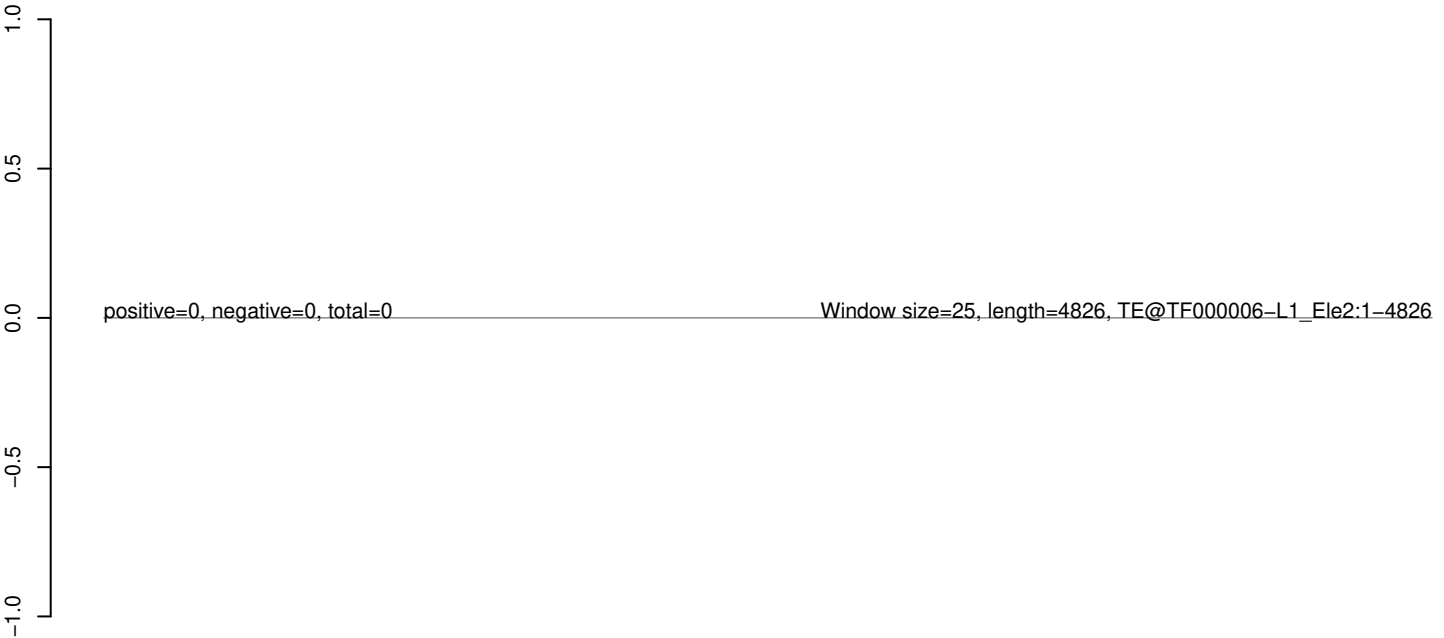 1.0
0.5
positive=0, negative=0, total=0
Window size=25, length=4826, TE@TF000006−L1_Ele2:1−4826
0.0
−0.5
−1.0